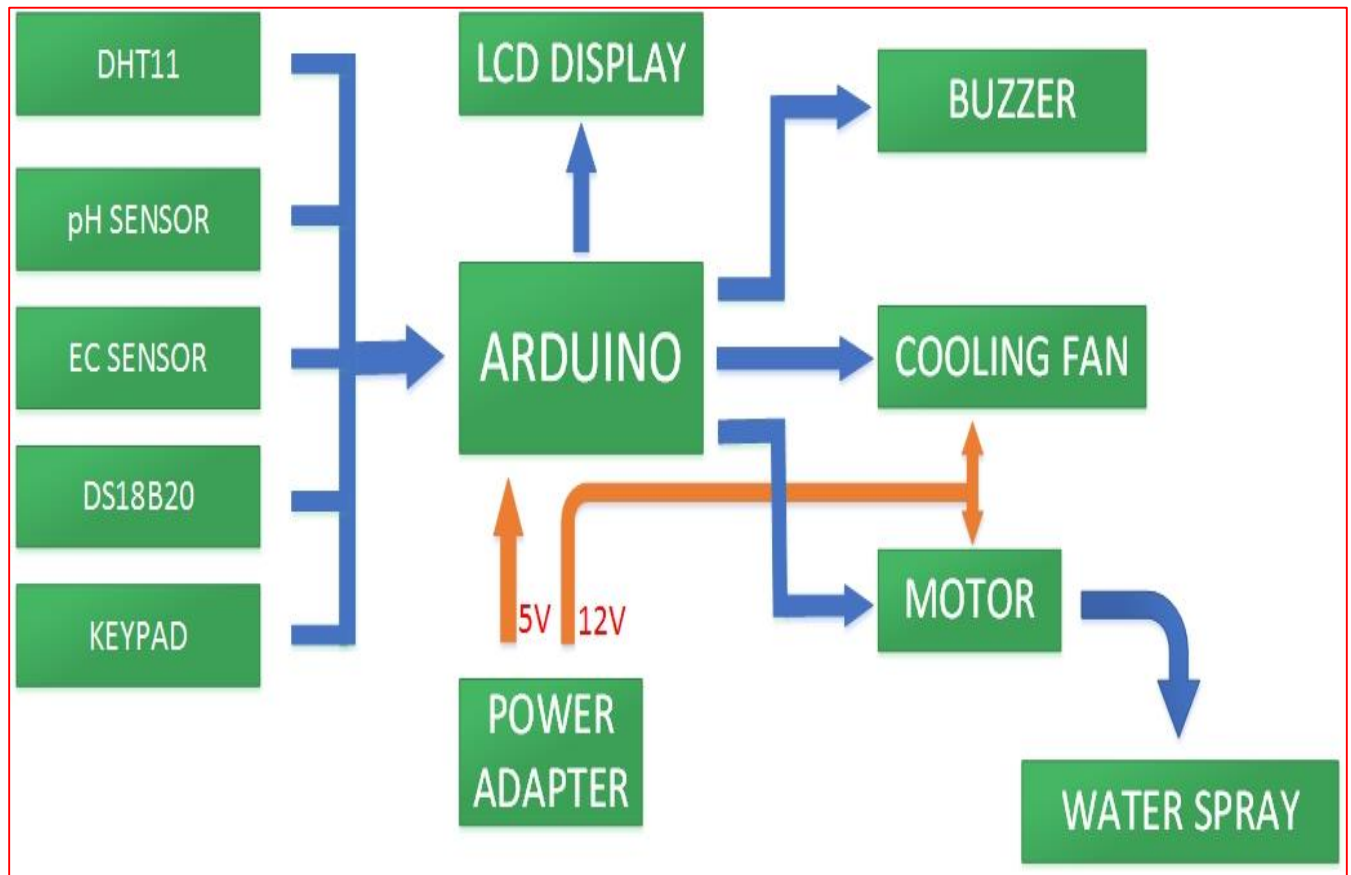 DHT11
pH SENSOR
EC SENSOR
DS18B20
KEYPAD
LCD DISPLAY
ARDUINO
5V
12V
POWER
ADAPTER
BUZZER
COOLING FAN
MOTOR
WATER SPRAY